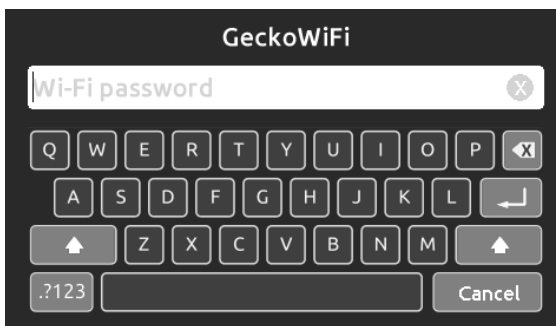 GeckoWiFi
Wi-Fi password X
Q W E R T Y U I O P X
A S D F G H J K L
Z X C V B N M
.?123 Cancel